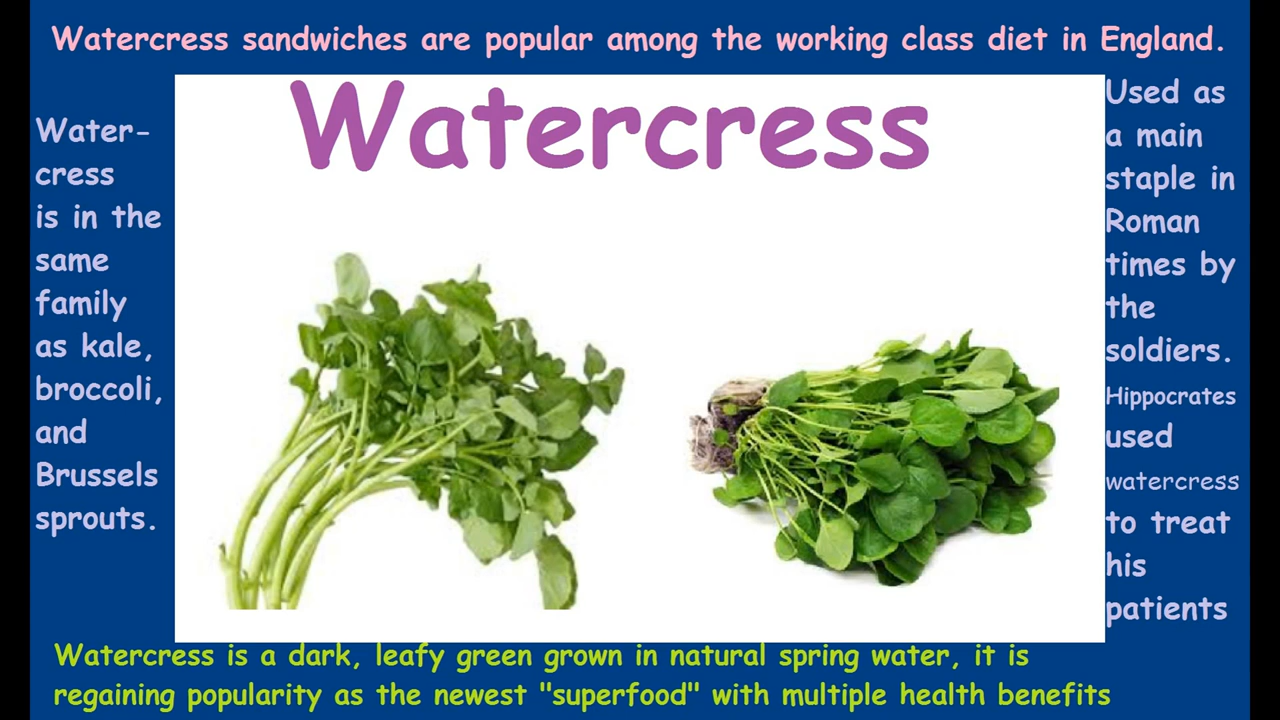 Watercress sandwiches are popular among the working class diet in England.
Watercress
Water-
cress
is in the
same
family
as kale,
broccoli,
and
Brussels
sprouts.
Used as
a main
staple in
Roman
times by
the
soldiers.
Hippocrates
used
watercress
to treat
his
patients
Watercress is a dark, leafy green grown in natural spring water, it is
regaining popularity as the newest "superfood" with multiple health benefits